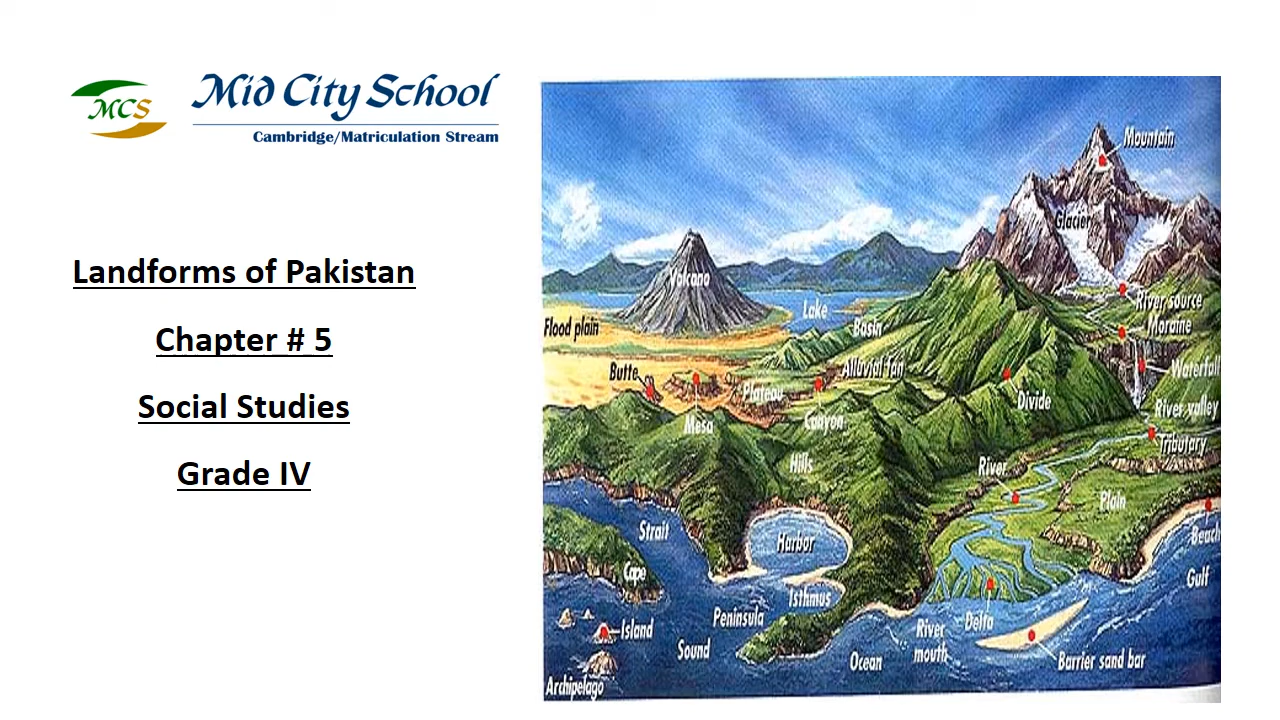 MCS
Mid City School
Cambridge/Matriculation Stream
Landforms of Pakistan
Chapter # 5
Social Studies
Grade IV
Mountain
Glacier
Volcano
River source
Lake
Flood plain
Basin
Moraine
Butte
Alluvial fan
Waterfall
Plateau
Divide
River valley
Mesa
Canyon
Tributary
Hills
River
Plain
Strait
Harbor
Beach
Cape
Gulf
Isthmus
Peninsula
Island
Delta
River
mouth
Sound
Ocean
Barrier sand bar
Archipelago